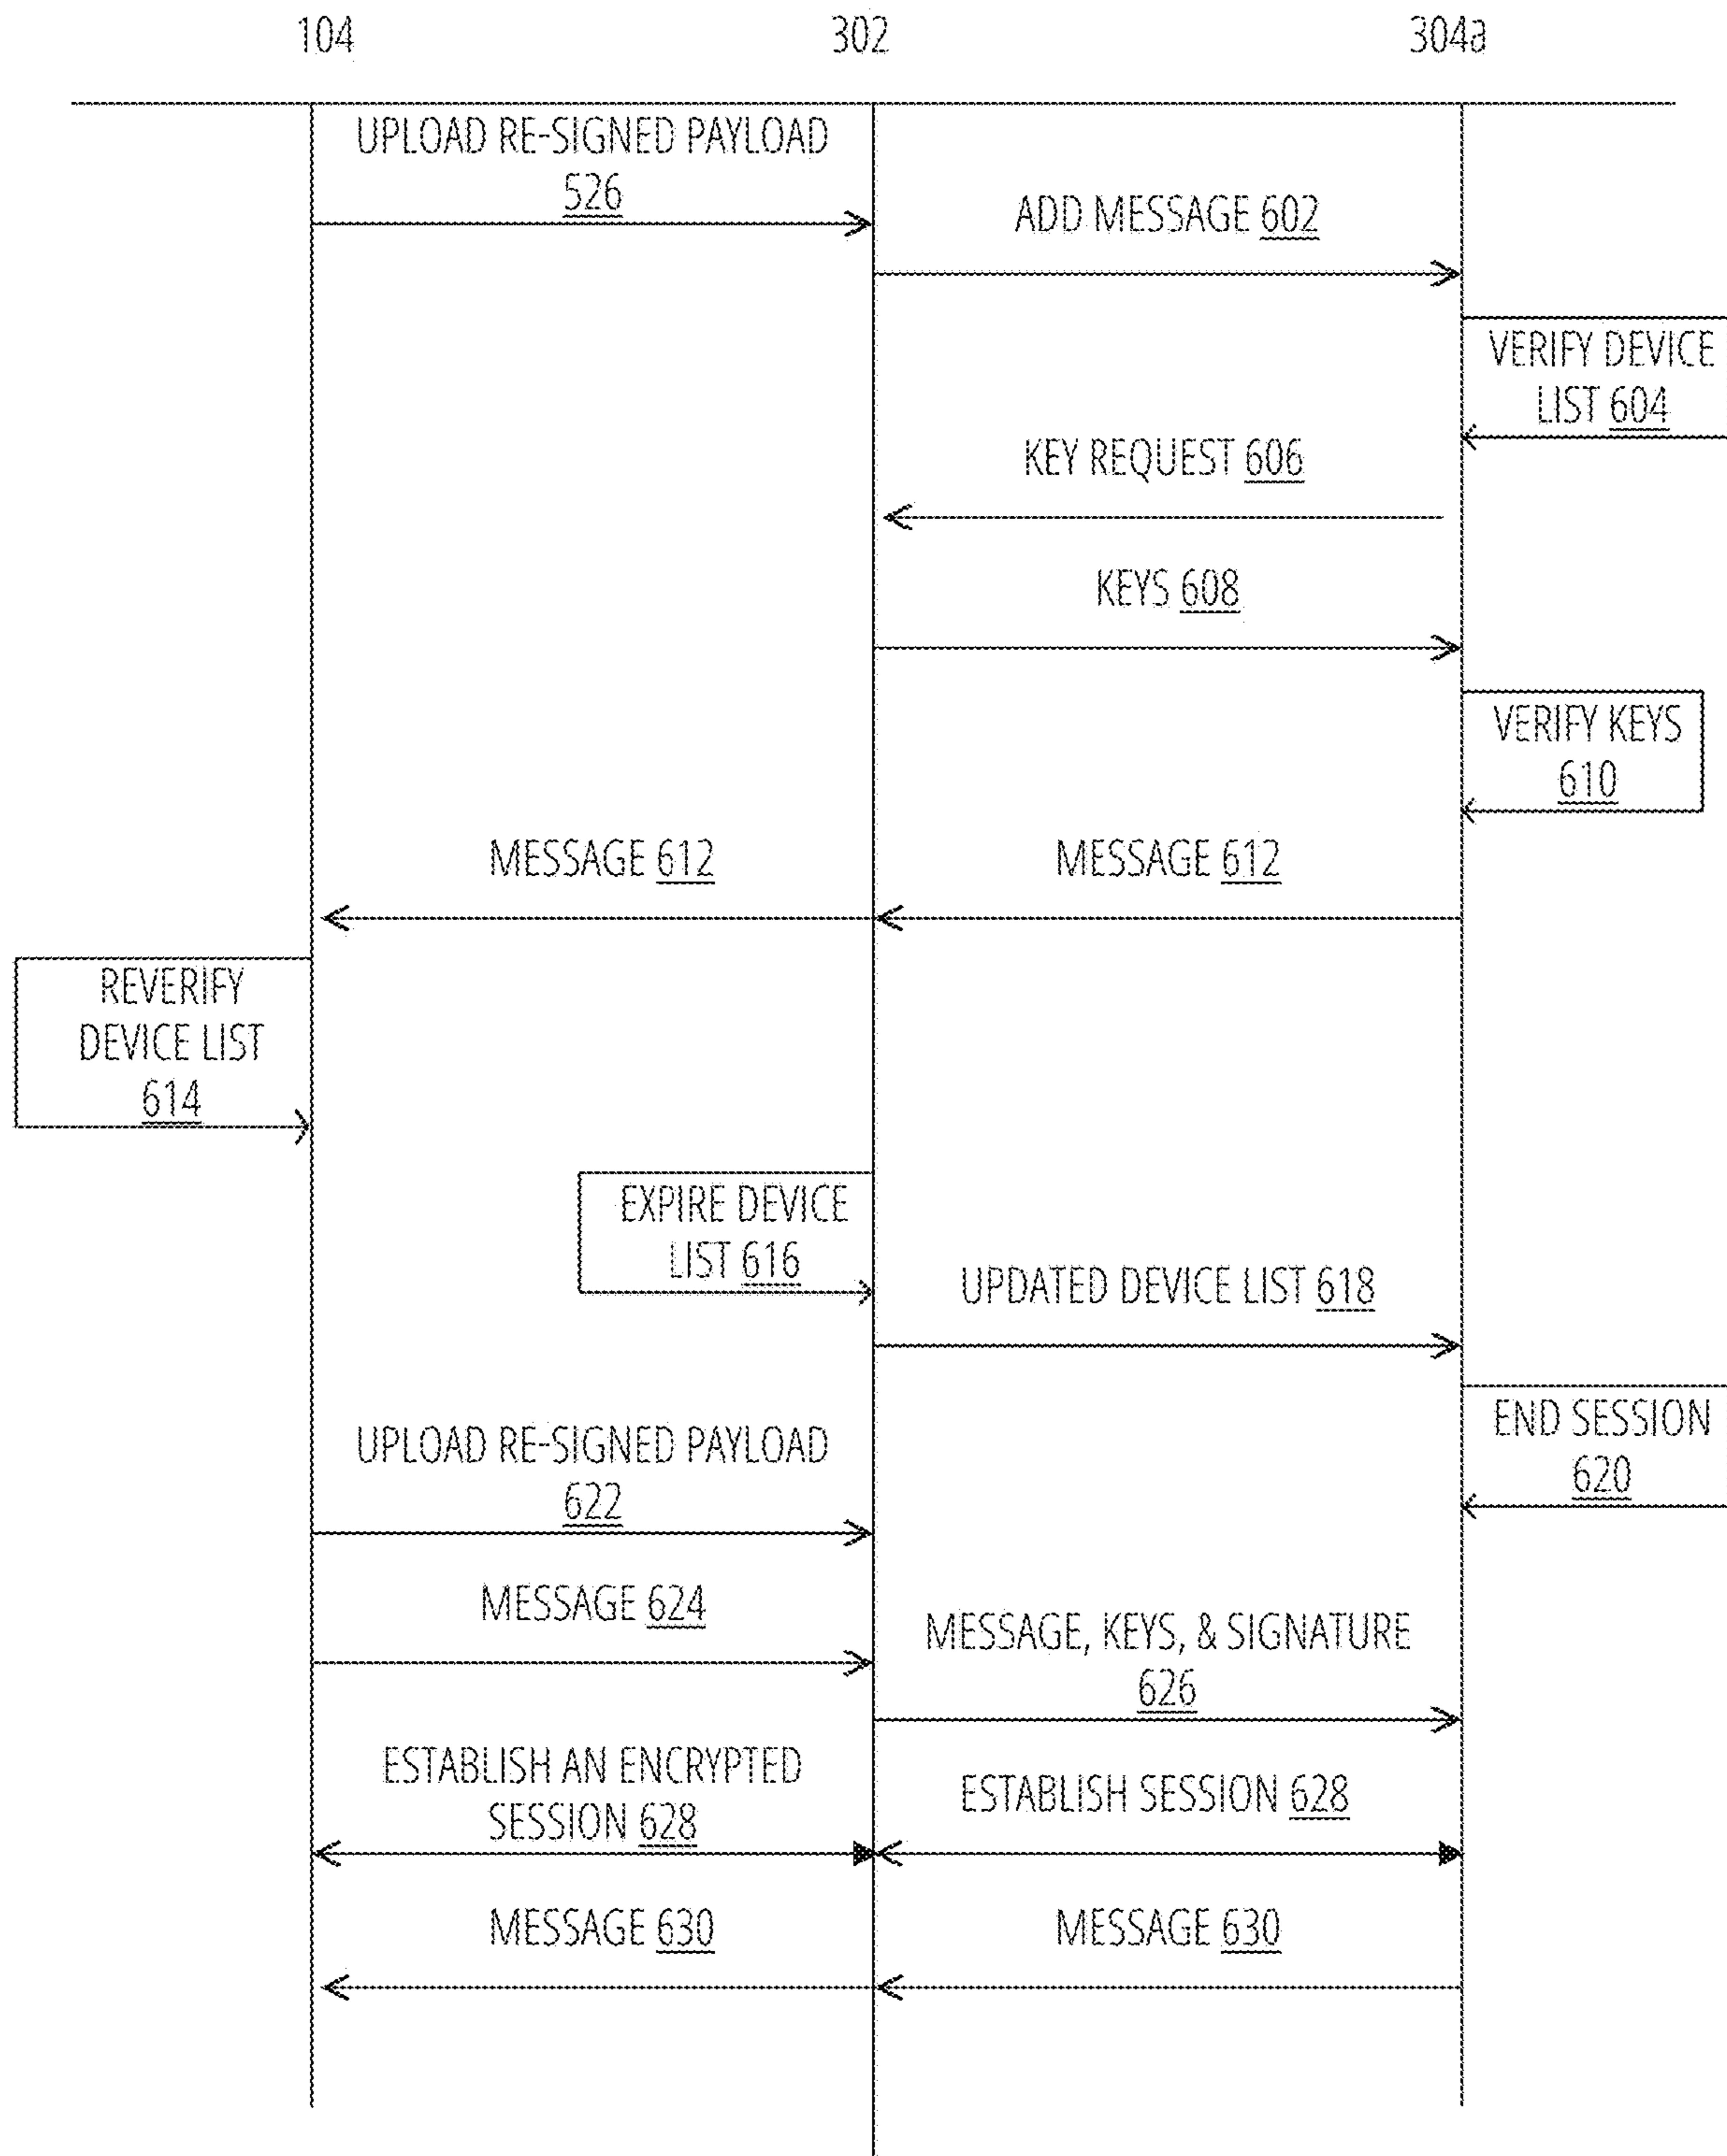 104
302
304a
UPLOAD RE-SIGNED PAYLOAD
526
ADD MESSAGE 602
VERIFY DEVICE
LIST 604
KEY REQUEST 606
KEYS 608
VERIFY KEYS
610
MESSAGE 612
MESSAGE 612
REVERIFY
DEVICE LIST
614
EXPIRE DEVICE
LIST 616
UPDATED DEVICE LIST 618
END SESSION
620
UPLOAD RE-SIGNED PAYLOAD
622
MESSAGE 624
MESSAGE, KEYS, & SIGNATURE
626
ESTABLISH AN ENCRYPTED
SESSION 628
ESTABLISH SESSION 628
MESSAGE 630
MESSAGE 630